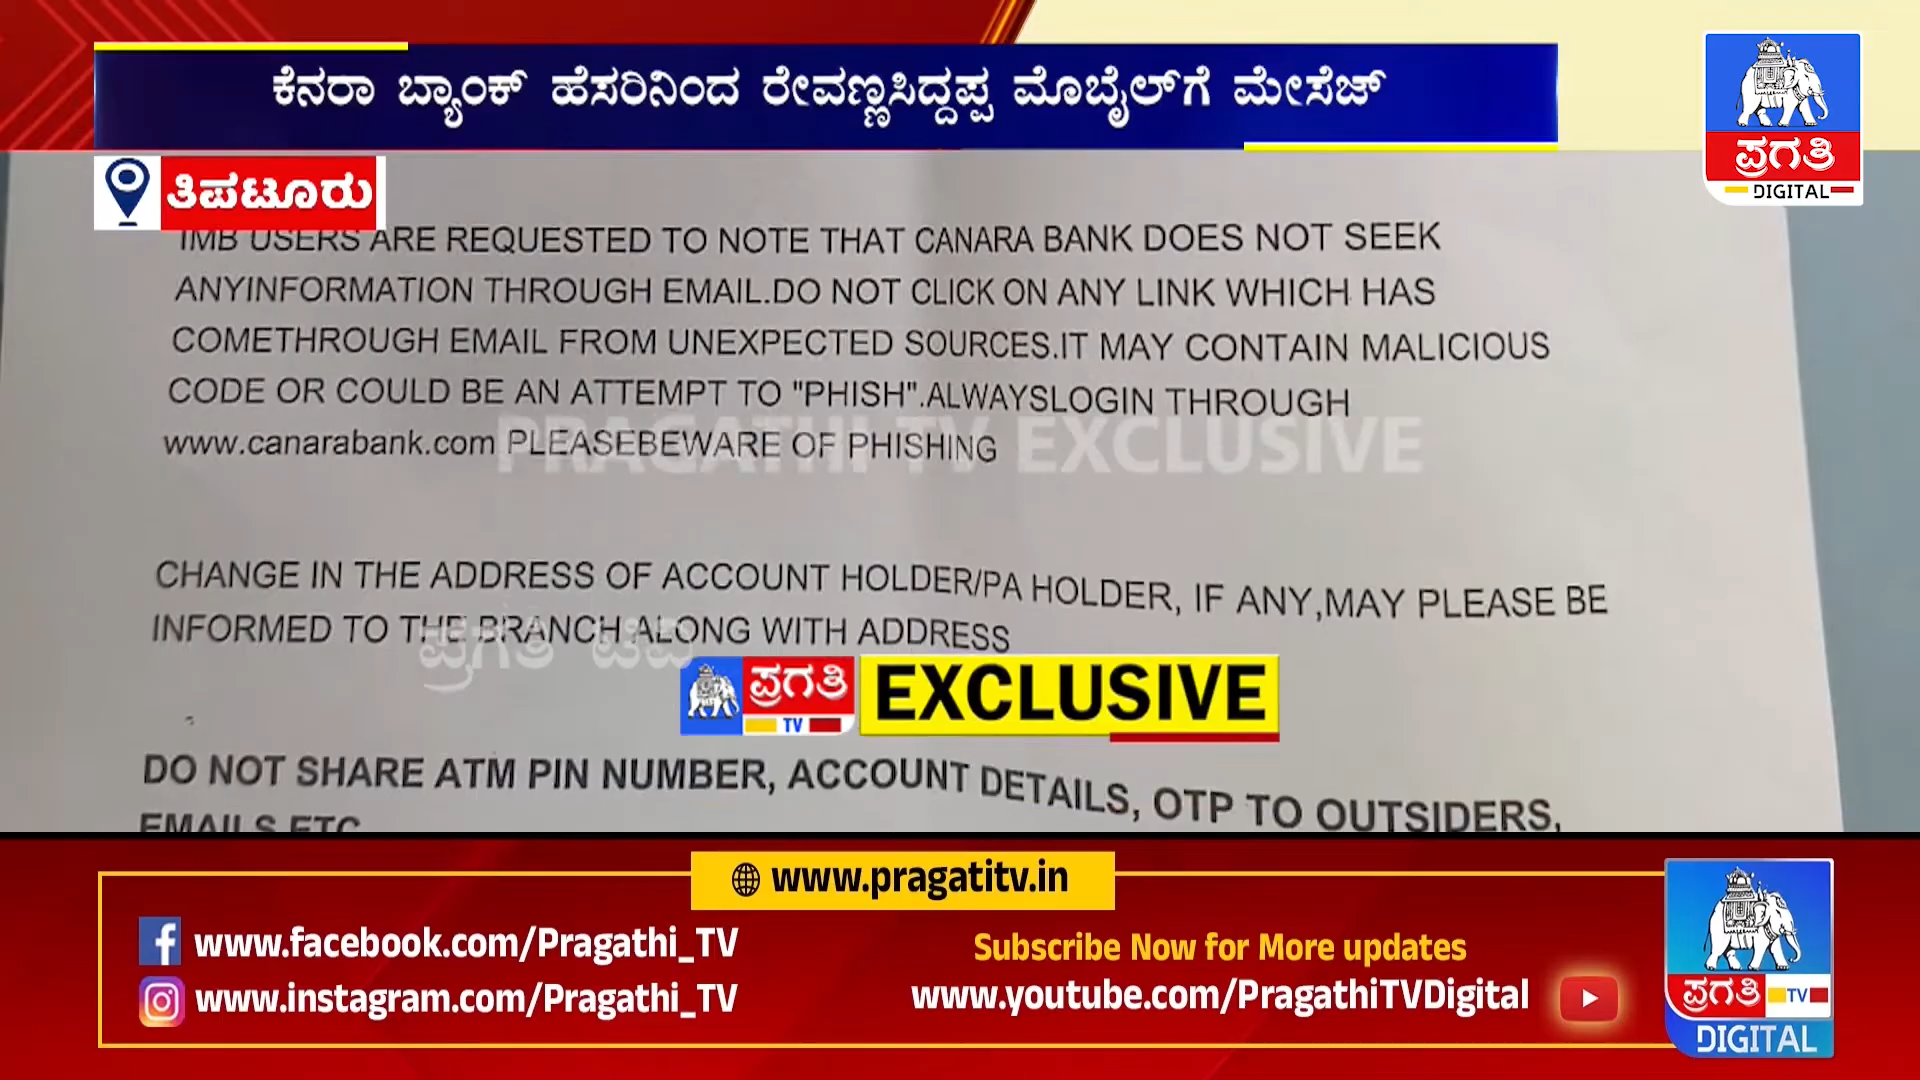 ಕೆನರಾ ಬ್ಯಾಂಕ್ ಹೆಸರಿನಿಂದ ರೇವಣ್ಣಸಿದ್ದಪ್ಪ ಮೊಬೈಲ್‌ಗೆ ಮೇಸೆಜ್
ಪ್ರಗತಿ
DIGITAL
ತಿಪಟೂರು
IMB USERS ARE REQUESTED TO NOTE THAT CANARA BANK DOES NOT SEEK
ANYINFORMATION THROUGH EMAIL.DO NOT CLICK ON ANY LINK WHICH HAS
COMETHROUGH EMAIL FROM UNEXPECTED SOURCES.IT MAY CONTAIN MALICIOUS
CODE OR COULD BE AN ATTEMPT TO "PHISH".ALWAYSLOGIN THROUGH
www.canarabank.com PLEASEBEWARE OF PHISHING
PRAGATHI TV EXCLUSIVE
CHANGE IN THE ADDRESS OF ACCOUNT HOLDER/PA HOLDER, IF ANY,MAY PLEASE BE
INFORMED TO THE BRANCH ALONG WITH ADDRESS
ಪ್ರಗತಿ ಟಿವಿ
ಪ್ರಗತಿ
TV
EXCLUSIVE
DO NOT SHARE ATM PIN NUMBER, ACCOUNT DETAILS, OTP TO OUTSIDERS,
EMAILS ETC
www.pragatitv.in
www.facebook.com/Pragathi_TV
www.instagram.com/Pragathi_TV
Subscribe Now for More updates
www.youtube.com/PragathiTVDigital
ಪ್ರಗತಿ
TV
DIGITAL